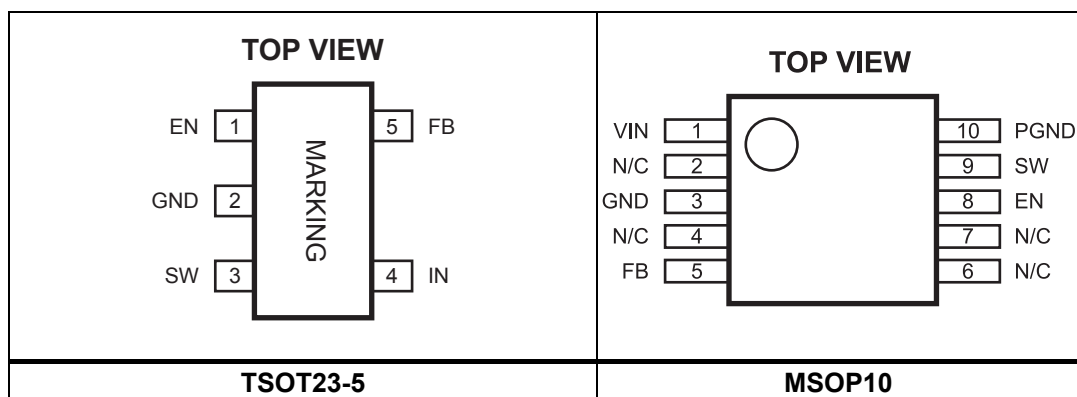 TOP VIEW
EN 1 5 FB
MARKING
GND 2
SW 3 4 IN
TSOT23-5
TOP VIEW
VIN 1 10 PGND
N/C 2 9 SW
GND 3 8 EN
N/C 4 7 N/C
FB 5 6 N/C
MSOP10